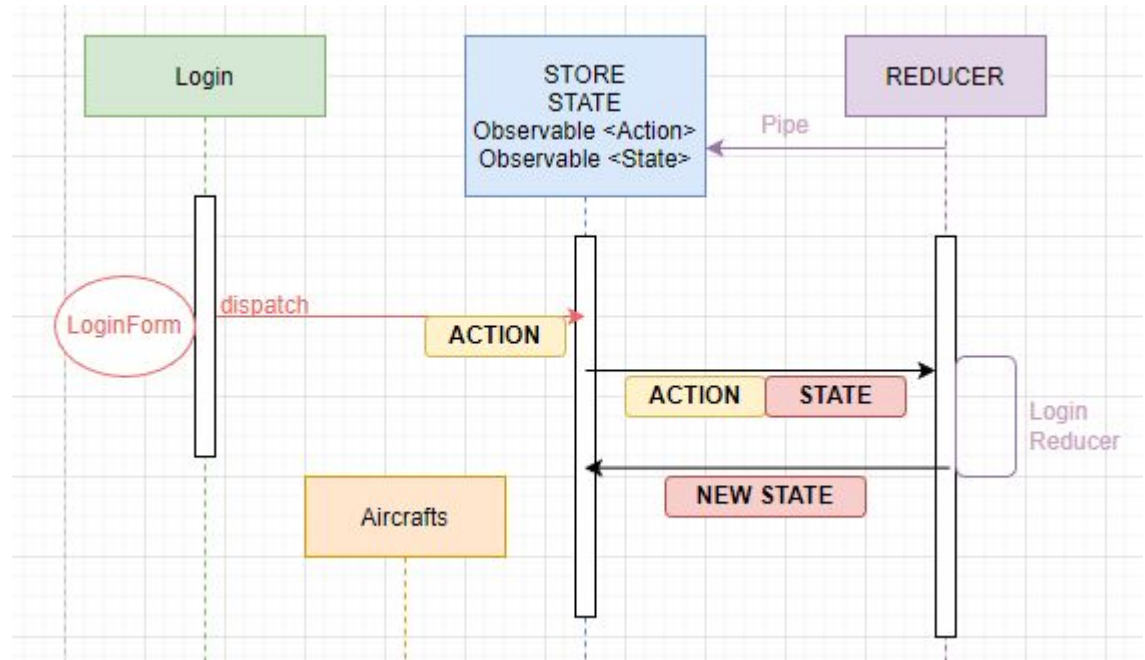 Login
STORE
STATE
Observable <Action>
Observable <State>
REDUCER
Pipe
LoginForm
dispatch
ACTION
ACTION
STATE
Login
Reducer
NEW STATE
Aircrafts